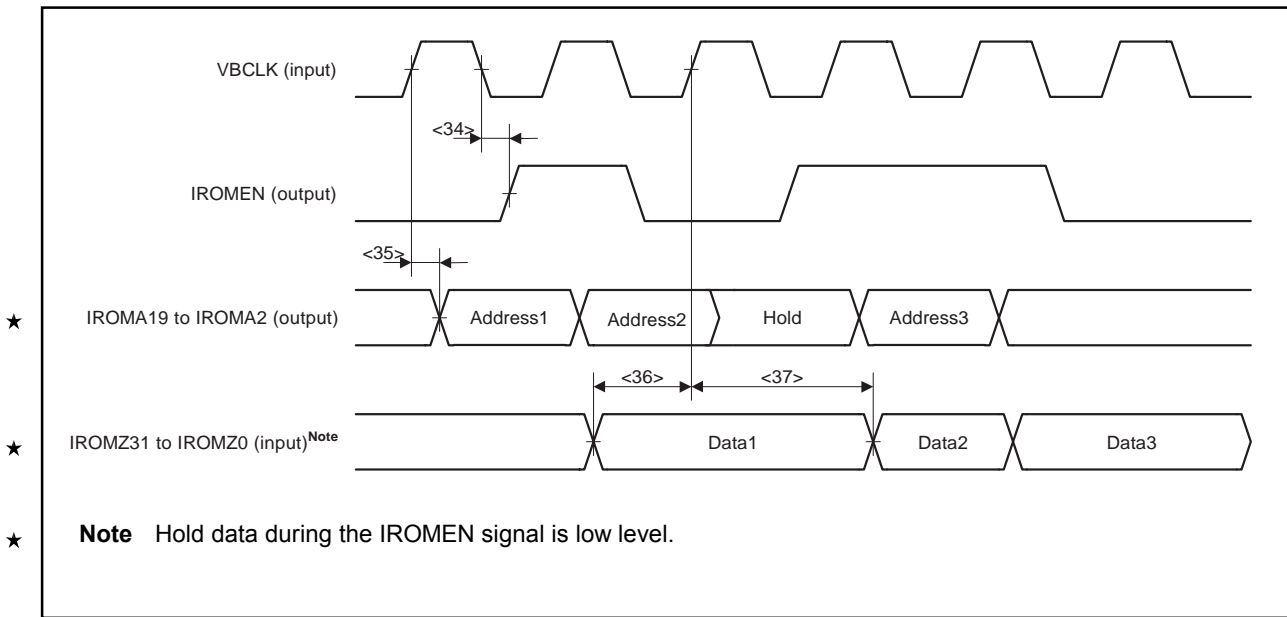 VBCLK (input)
<34>
IROMEN (output)
<35>
★ IROMA19 to IROMA2 (output) Address1 Address2 Hold Address3
<36> <37>
★ IROMZ31 to IROMZ0 (input)Note Data1 Data2 Data3
★ Note Hold data during the IROMEN signal is low level.